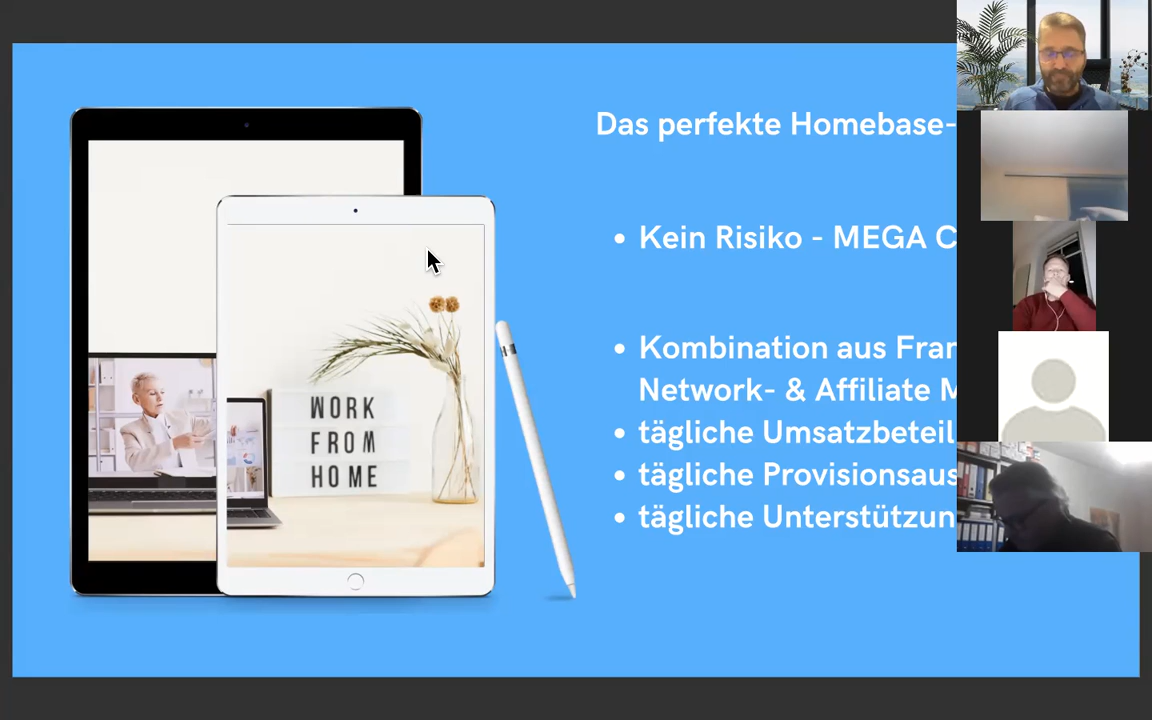 Das perfekte Homebase-
Kein Risiko - MEGA C
Kombination aus Fran
Network- & Affiliate M
tägliche Umsatzbeteil
tägliche Provisionsaus
tägliche Unterstützun
WORK
FROM
HOME